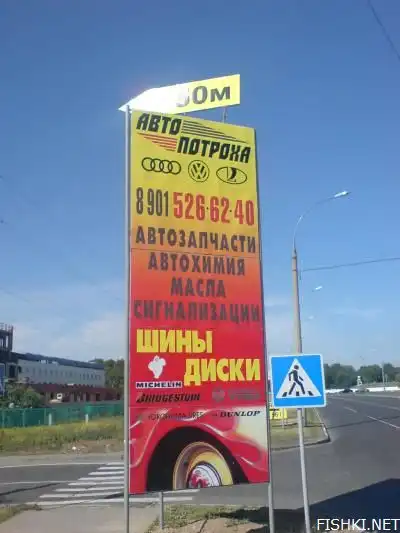 50м
АВТО
ПОТРОХА
8 901 526-62-40
АВТОЗАПЧАСТИ
АВТОХИМИЯ
МАСЛА
СИГНАЛИЗАЦИИ
ШИНЫ
ДИСКИ
MICHELIN
BRIDGESTONE
YOKOHAMA
DUNLOP
FISHKI.NET